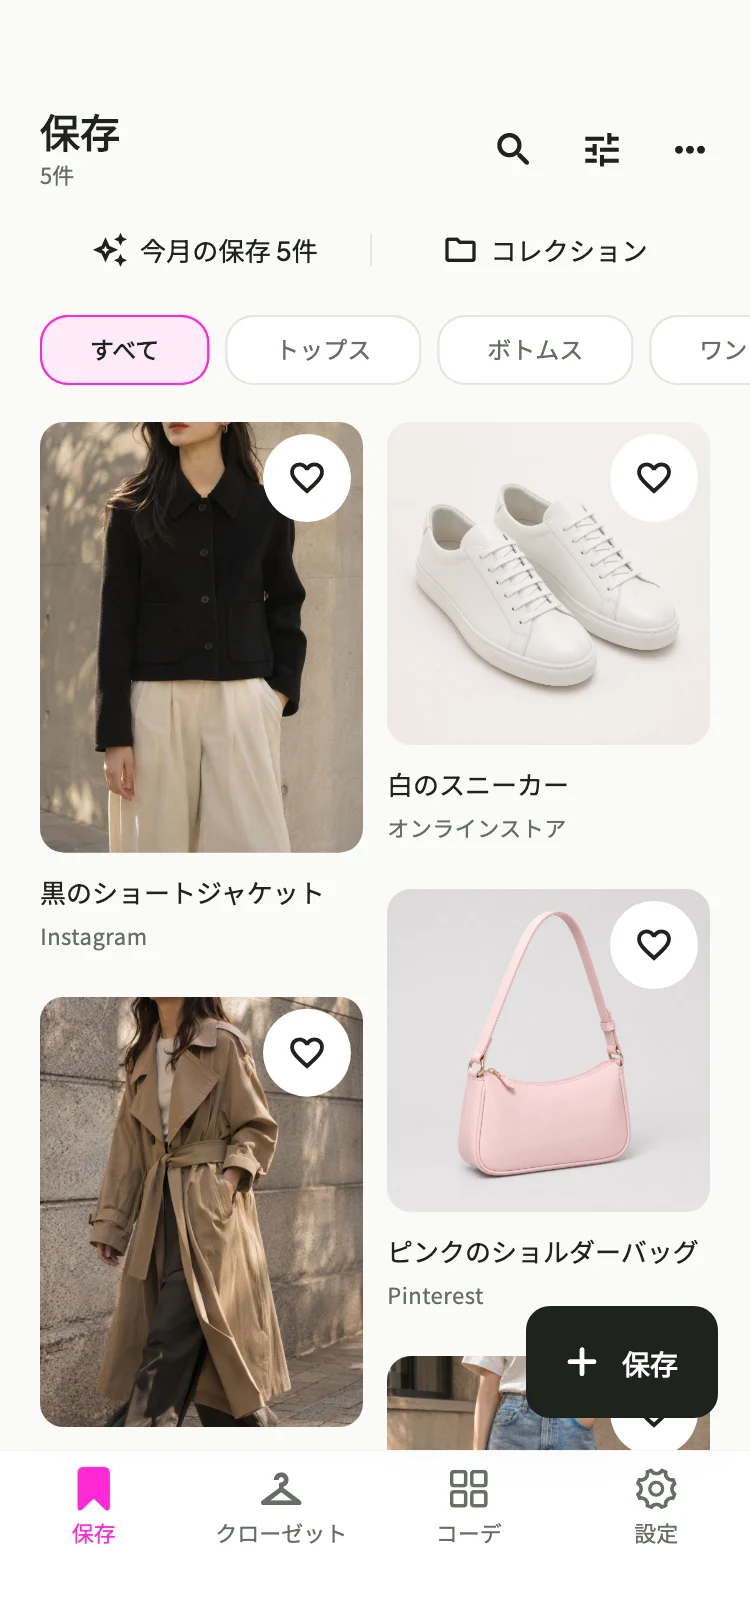 保存
5件
今月の保存 5件
コレクション
すべて
トップス
ボトムス
ワン
黒のショートジャケット
Instagram
白のスニーカー
オンラインストア
ピンクのショルダーバッグ
Pinterest
保存
保存
クローゼット
コーデ
設定